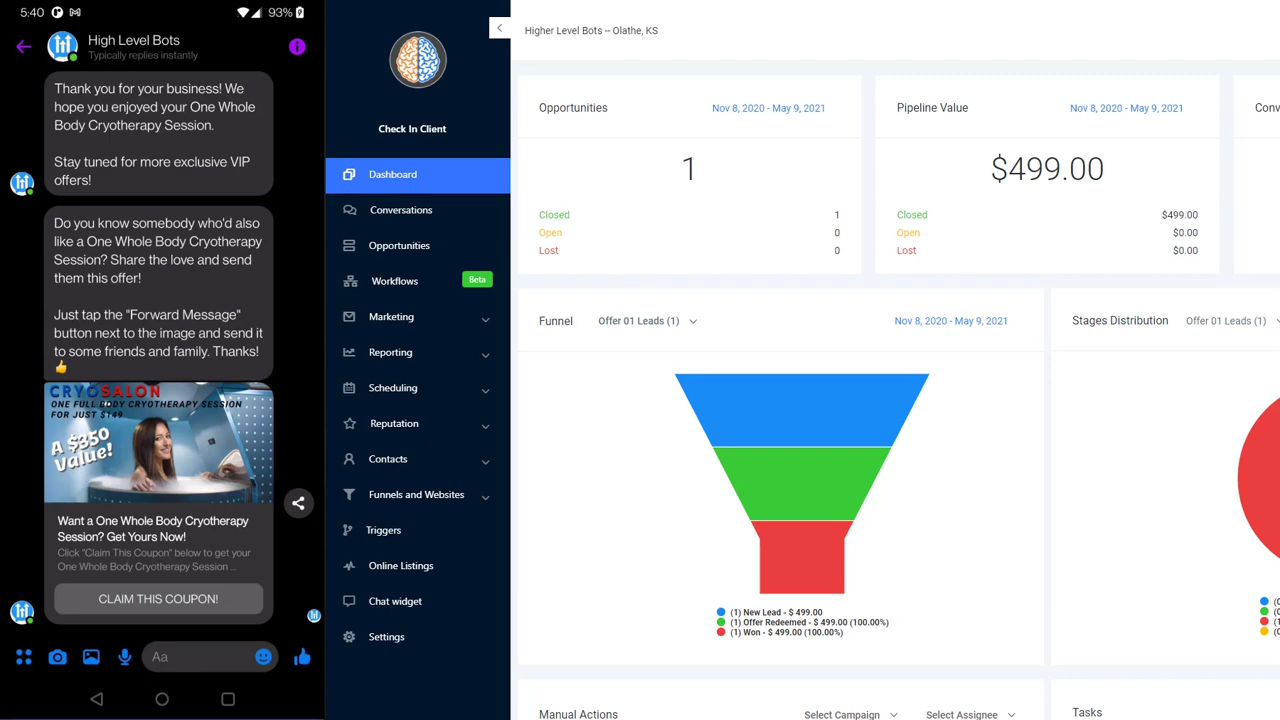 5:40
93%
High Level Bots
Typically replies instantly
Thank you for your business! We
hope you enjoyed your One Whole
Body Cryotherapy Session.
Stay tuned for more exclusive VIP
offers!
Do you know somebody who'd also
like a One Whole Body Cryotherapy
Session? Share the love and send
them this offer!
Just tap the "Forward Message"
button next to the image and send it
to some friends and family. Thanks!
👍
CRYOSALON
ONE FULL BODY CRYOTHERAPY SESSION
FOR JUST $149
A $350
Value!
Want a One Whole Body Cryotherapy
Session? Get Yours Now!
Click "Claim This Coupon" below to get your
One Whole Body Cryotherapy Session ...
CLAIM THIS COUPON!
Aa
Check In Client
Dashboard
Conversations
Opportunities
Workflows Beta
Marketing
Reporting
Scheduling
Reputation
Contacts
Funnels and Websites
Triggers
Online Listings
Chat widget
Settings
Higher Level Bots -- Olathe, KS
Opportunities Nov 8, 2020 - May 9, 2021
1
Closed 1
Open 0
Lost 0
Pipeline Value Nov 8, 2020 - May 9, 2021
$499.00
Closed $499.00
Open $0.00
Lost $0.00
Conv
Funnel Offer 01 Leads (1) Nov 8, 2020 - May 9, 2021
(1) New Lead - $ 499.00
(1) Offer Redeemed - $ 499.00 (100.00%)
(1) Won - $ 499.00 (100.00%)
Stages Distribution Offer 01 Leads (1)
Manual Actions Select Campaign Select Assignee
Tasks